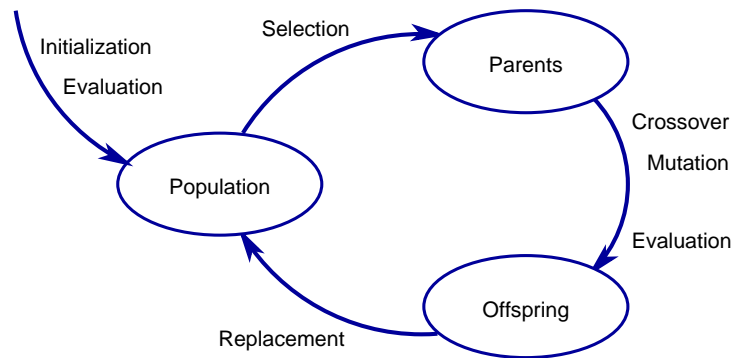 Initialization
Evaluation
Selection
Parents
Crossover
Mutation
Evaluation
Population
Offspring
Replacement